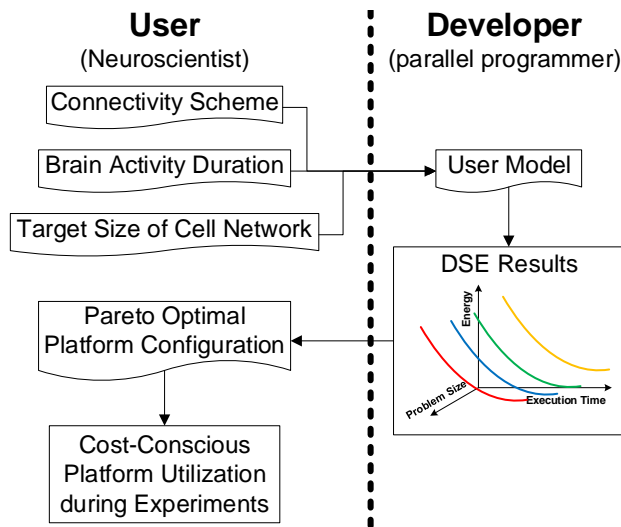 User
(Neuroscientist)
Developer
(parallel programmer)
Connectivity Scheme
Brain Activity Duration
Target Size of Cell Network
User Model
DSE Results
Energy
Execution Time
Problem Size
Pareto Optimal
Platform Configuration
Cost-Conscious
Platform Utilization
during Experiments